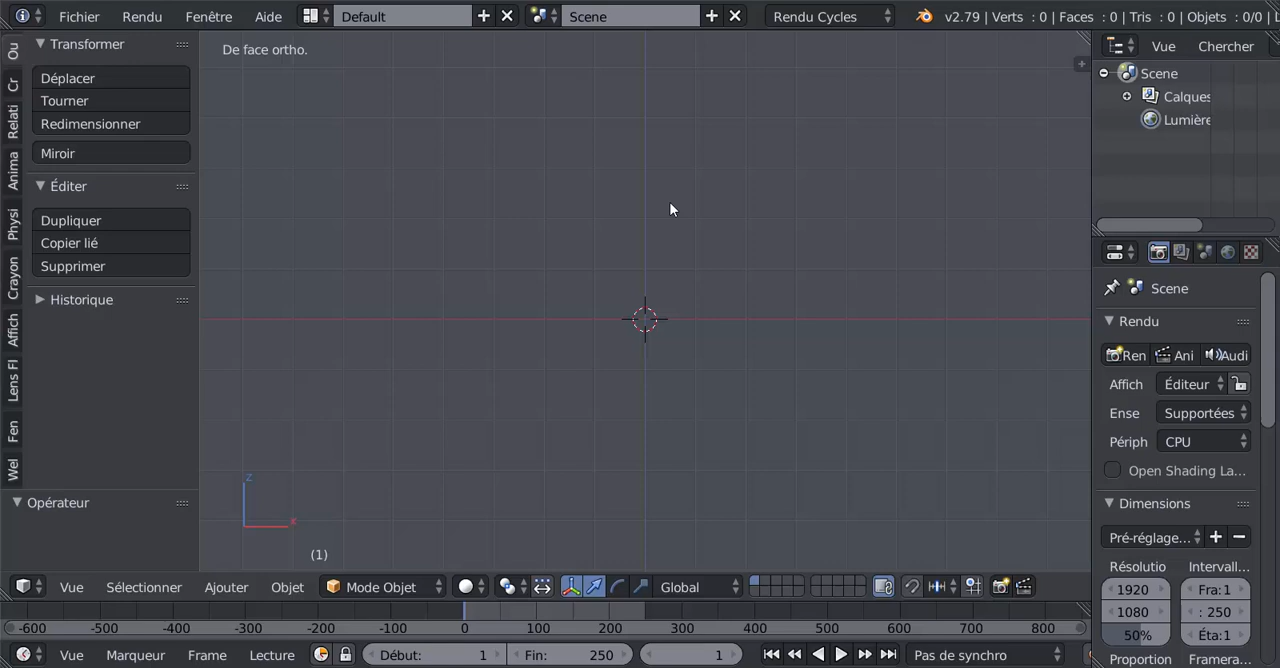 Fichier Rendu Fenêtre Aide Default Scene Rendu Cycles v2.79 | Verts : 0 | Faces : 0 | Tris : 0 | Objets : 0/0 |
Ou
Cr
Relati
Anima
Physi
Crayon
Affich
Lens Fl
Fen
Wel
Transformer
Déplacer
Tourner
Redimensionner
Miroir
Éditer
Dupliquer
Copier lié
Supprimer
Historique
Opérateur
De face ortho.
Z
x
(1)
Vue Chercher
Scene
Calques
Lumière
Scene
Rendu
Ren Ani Audi
Affich Éditeur
Ense Supportées
Périph CPU
Open Shading La...
Dimensions
Pré-réglage...
Résolutio Intervall...
1920 Fra:1
1080 : 250
50% Éta:1
Proportion Framera
Vue Sélectionner Ajouter Objet Mode Objet Global
-600 -500 -400 -300 -200 -100 0 100 200 300 400 500 600 700 800
Vue Marqueur Frame Lecture Début: 1 Fin: 250 1 Pas de synchro